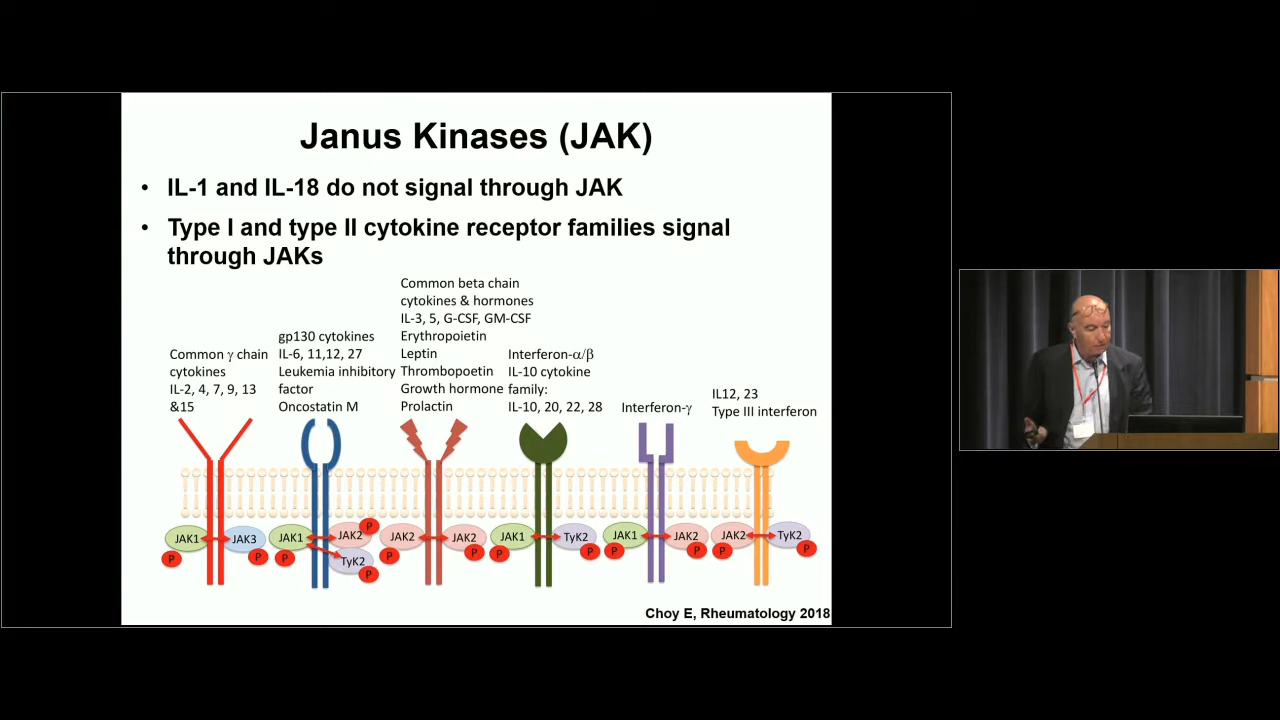 Janus Kinases (JAK)
• IL-1 and IL-18 do not signal through JAK
• Type I and type II cytokine receptor families signal
through JAKs
Common γ chain
cytokines
IL-2, 4, 7, 9, 13
&15
gp130 cytokines
IL-6, 11,12, 27
Leukemia inhibitory
factor
Oncostatin M
Common beta chain
cytokines & hormones
IL-3, 5, G-CSF, GM-CSF
Erythropoietin
Leptin
Thrombopoetin
Growth hormone
Prolactin
Interferon-α/β
IL-10 cytokine
family:
IL-10, 20, 22, 28
Interferon-γ
IL12, 23
Type III interferon
JAK1 JAK3
P P
JAK1 JAK2 P
P TyK2
P
JAK2 JAK2
P P
JAK1 TyK2
P P
JAK1 JAK2
P P
JAK2 TyK2
P P
Choy E, Rheumatology 2018